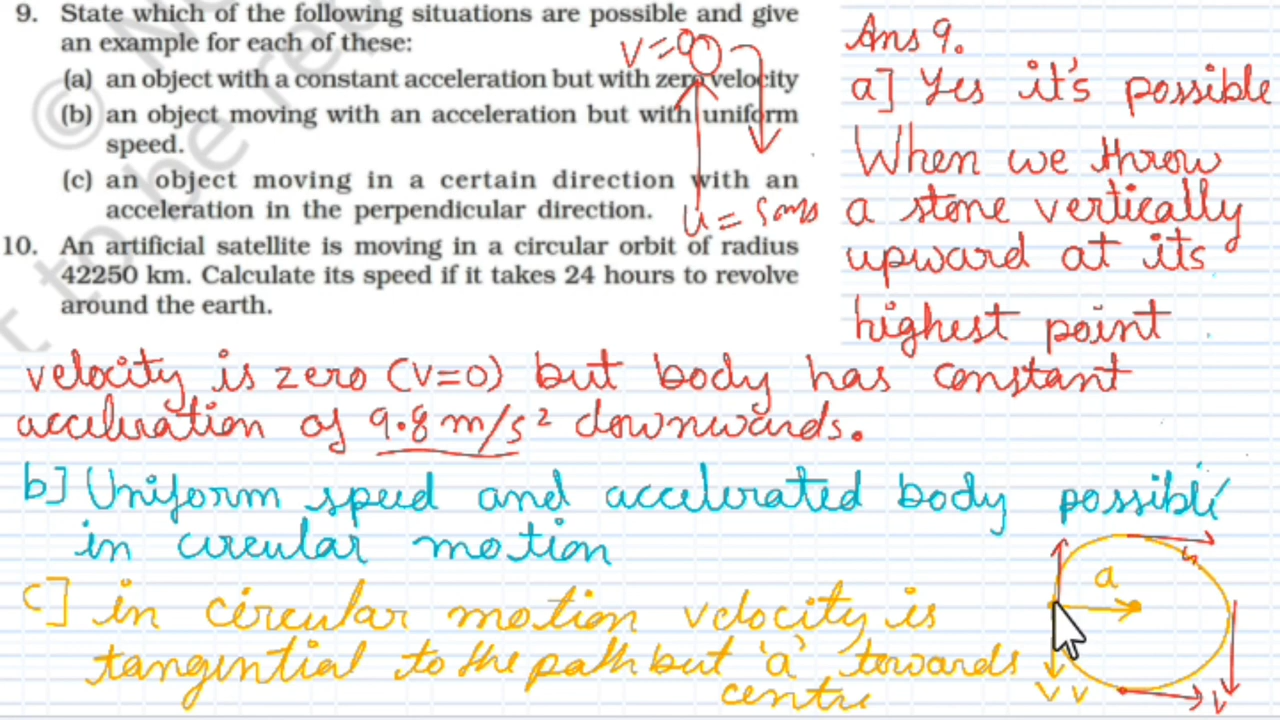 9. State which of the following situations are possible and give
an example for each of these:
(a) an object with a constant acceleration but with zero velocity
(b) an object moving with an acceleration but with uniform
speed.
(c) an object moving in a certain direction with an
acceleration in the perpendicular direction.
10. An artificial satellite is moving in a circular orbit of radius
42250 km. Calculate its speed if it takes 24 hours to revolve
around the earth.
v=0
u=5m/s
Ans 9.
a] Yes it's possible
When we throw
a stone vertically
upward at its
highest point
velocity is zero (v=0) but body has constant
acceleration of 9.8 m/s² downwards.
b] Uniform speed and accelerated body possible
in circular motion
c] in circular motion velocity is
tangential to the path but 'a' towards
centre
a
v
v
v